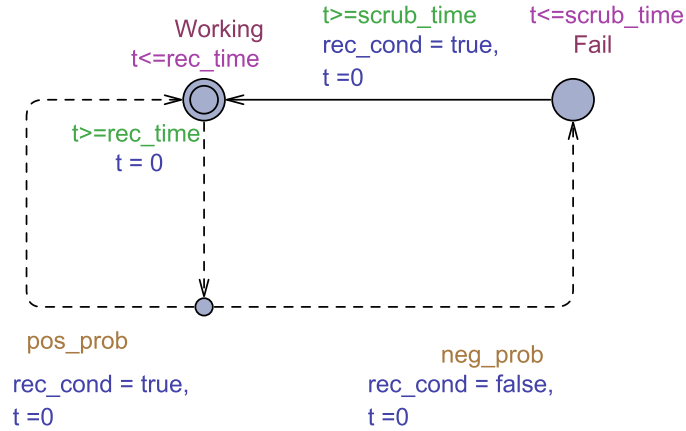 Working
t<=rec_time
t>=scrub_time
rec_cond = true,
t =0
t<=scrub_time
Fail
t>=rec_time
t = 0
pos_prob
rec_cond = true,
t =0
neg_prob
rec_cond = false,
t =0